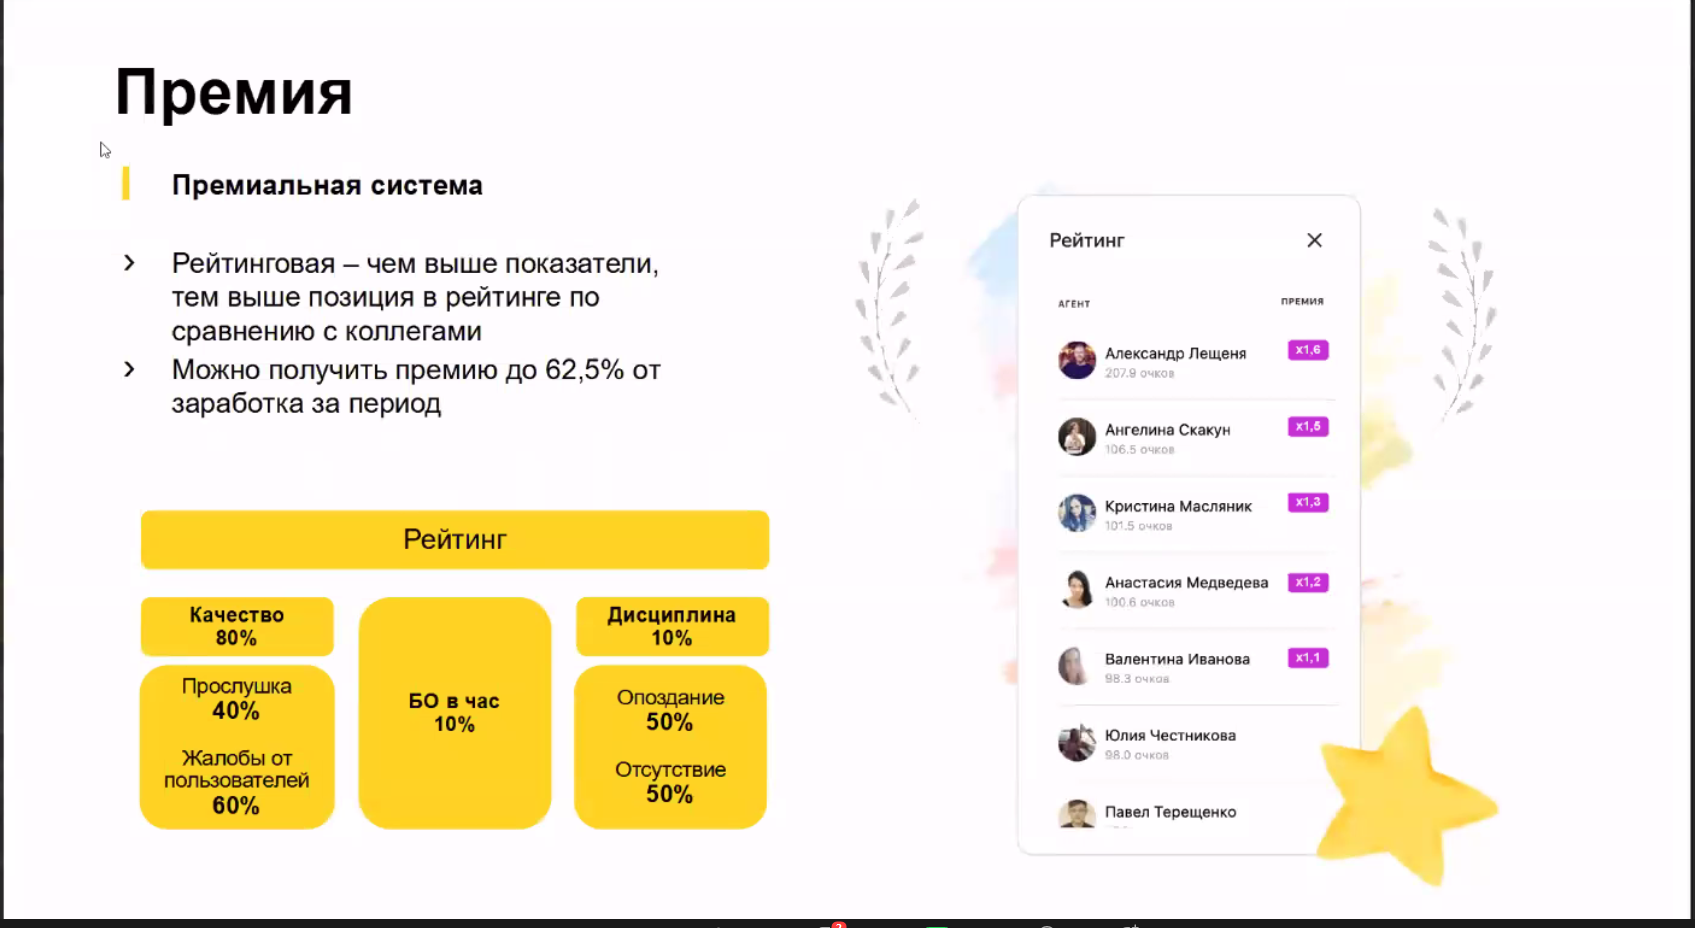 Премия
Премиальная система
› Рейтинговая – чем выше показатели,
тем выше позиция в рейтинге по
сравнению с коллегами
› Можно получить премию до 62,5% от
заработка за период
Рейтинг
Качество
80%
Прослушка
40%
Жалобы от
пользователей
60%
БО в час
10%
Дисциплина
10%
Опоздание
50%
Отсутствие
50%
Рейтинг
АГЕНТ ПРЕМИЯ
Александр Лещеня x1,6
207.9 очков
Ангелина Скакун x1,5
106.5 очков
Кристина Масляник x1,3
101.5 очков
Анастасия Медведева x1,2
100.6 очков
Валентина Иванова x1,1
98.3 очков
Юлия Честникова
98.0 очков
Павел Терещенко